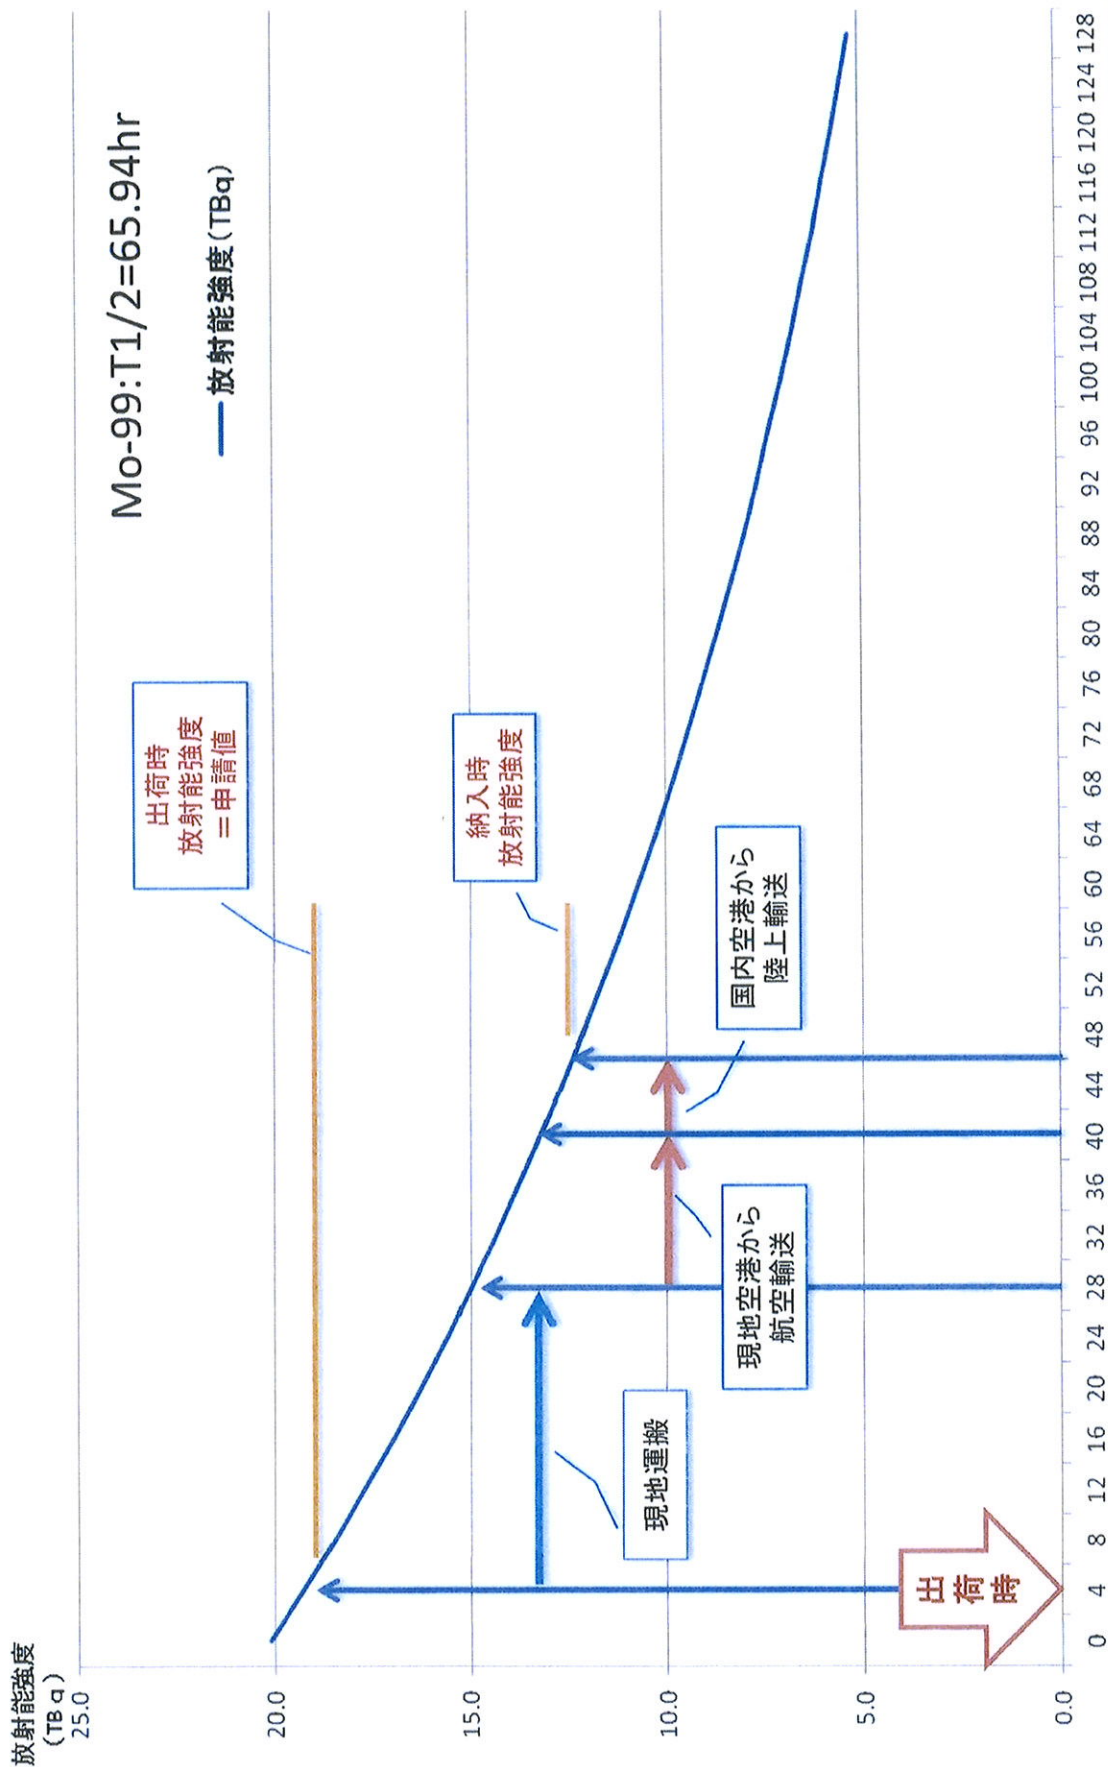 放射能強度
(TBq)
25.0
20.0
15.0
10.0
5.0
0.0
Mo-99:T1/2=65.94hr
放射能強度(TBq)
出荷時
放射能強度
=申請値
納入時
放射能強度
現地運搬
現地空港から
航空輸送
国内空港から
陸上輸送
出
荷
時
0 4 8 12 16 20 24 28 32 36 40 44 48 52 56 60 64 68 72 76 80 84 88 92 96 100 104 108 112 116 120 124 128